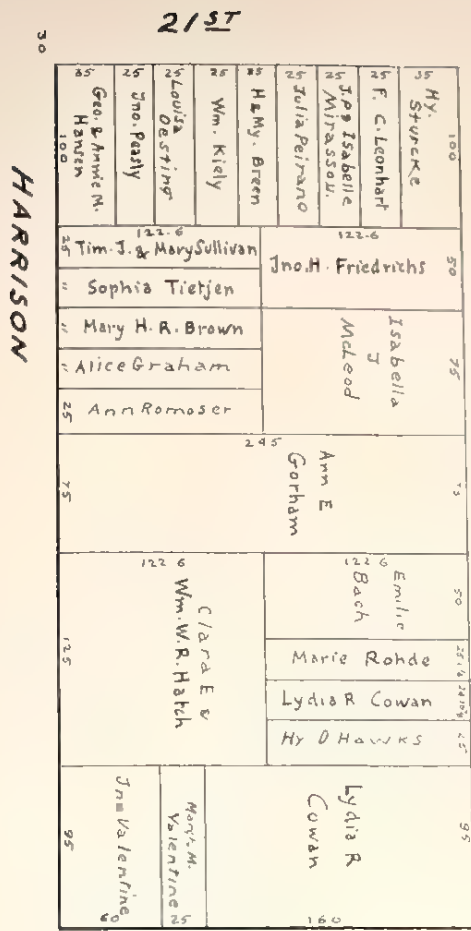 21ST
30
HARRISON
35
Geo. & Annie M.
Hansen
100
25
Jno. Peasly
25
Louisa
Oesting
25
Wm. Kiely
25
H & My. Breen
25
Julia Peirano
25
J.P & Isabelle
Mirassou.
25
F. C. Leonhart
35
Hy.
Sturcke
100
122-6
25 Tim. J. & Mary Sullivan
" Sophia Tietjen
" Mary H. R. Brown
" Alice Graham
25 Ann Romoser
122-6
Jno. H. Friedrichs
50
Isabella
J
McLeod
75
245
75
Ann E
Gorham
75
122 6
Clara E &
Wm. W. R. Hatch
125
122 6
Emilie
Bach
50
Marie Rohde
Lydia R Cowan
Hy D Hawks
25
95
Jno Valentine
60
Mary. M.
Valentine
25
Lydia R
Cowan
160
95